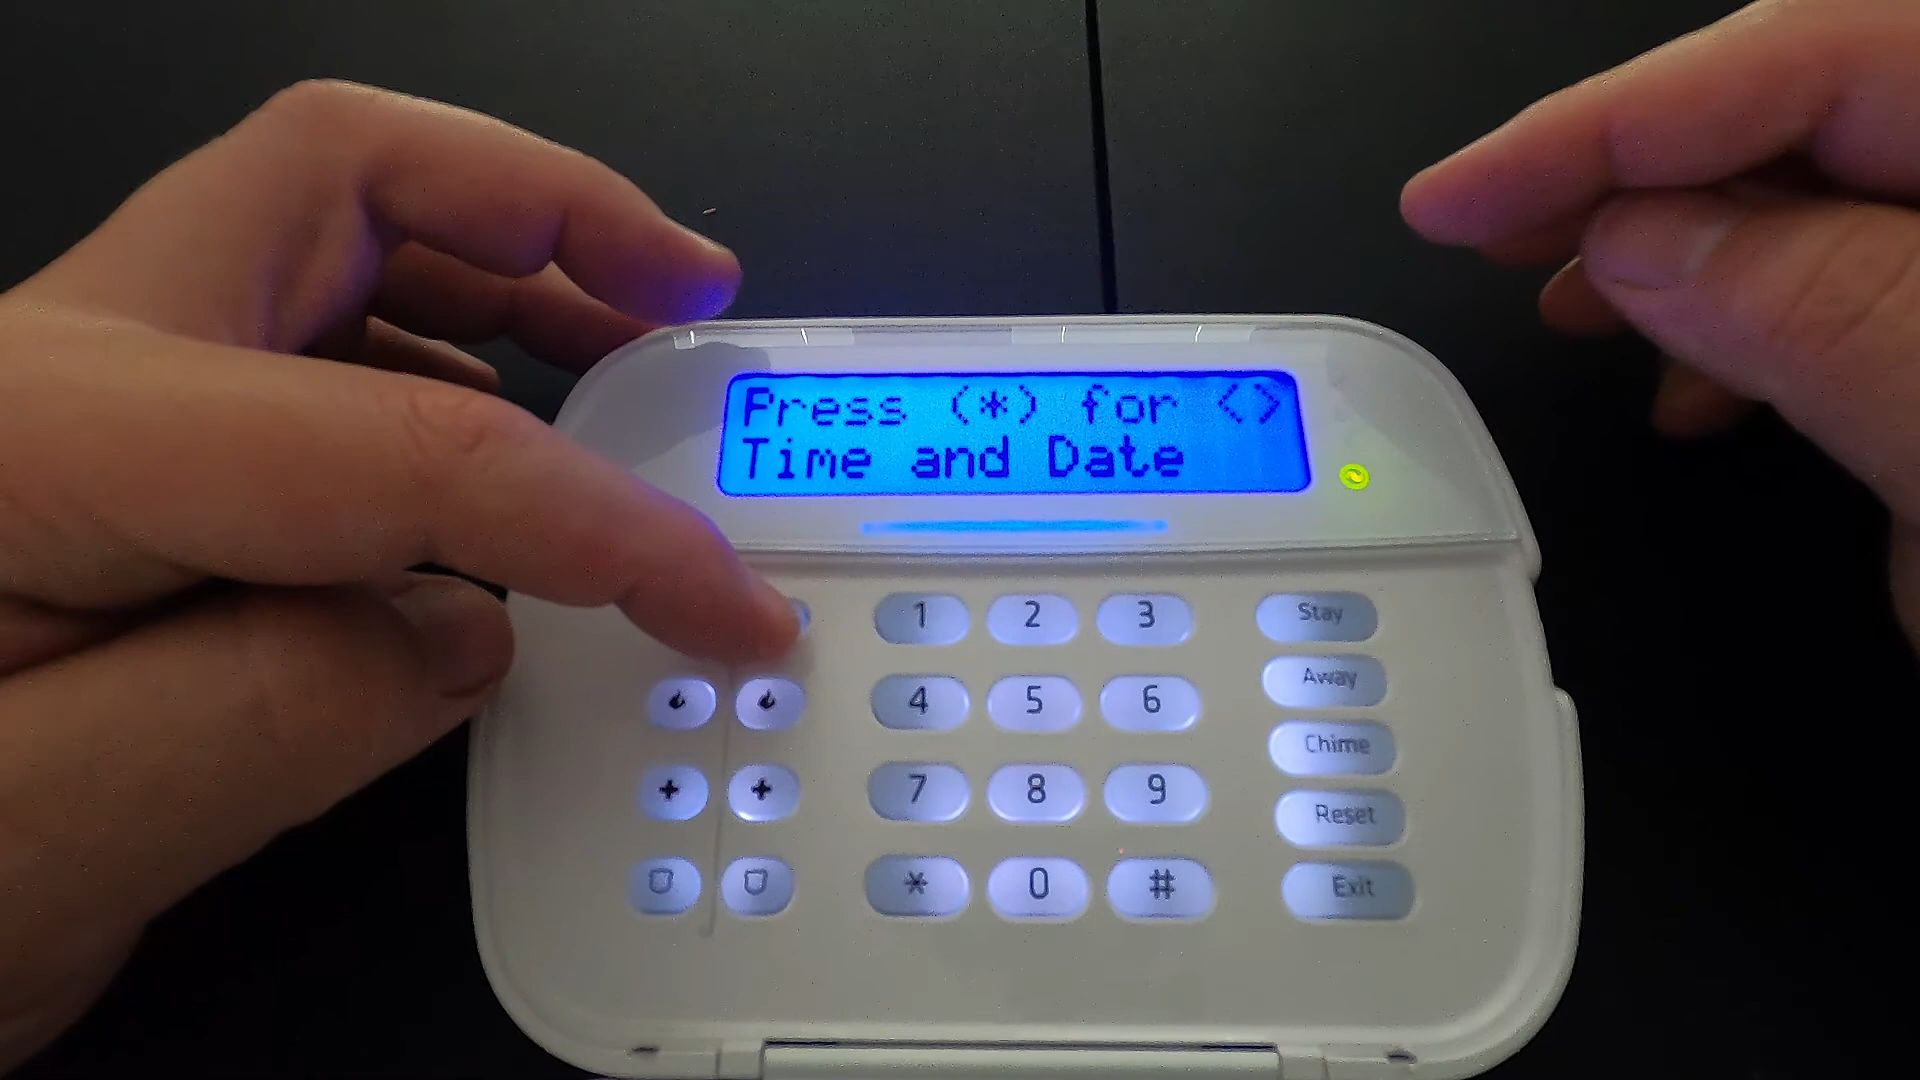 Press (*) for <>
Time and Date
1 2 3 Stay
4 5 6 Away
7 8 9 Chime
Reset
* 0 # Exit